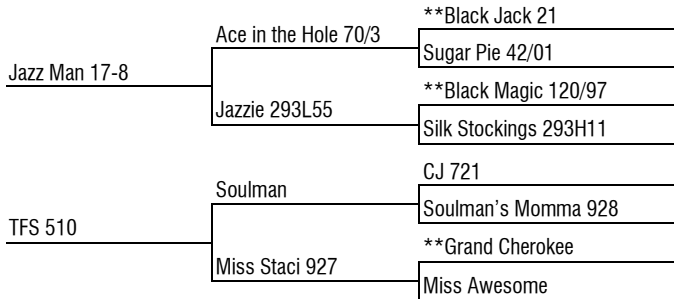 **Black Jack 21
Ace in the Hole 70/3
Sugar Pie 42/01
Jazz Man 17-8
**Black Magic 120/97
Jazzie 293L55
Silk Stockings 293H11
CJ 721
Soulman
Soulman's Momma 928
TFS 510
**Grand Cherokee
Miss Staci 927
Miss Awesome